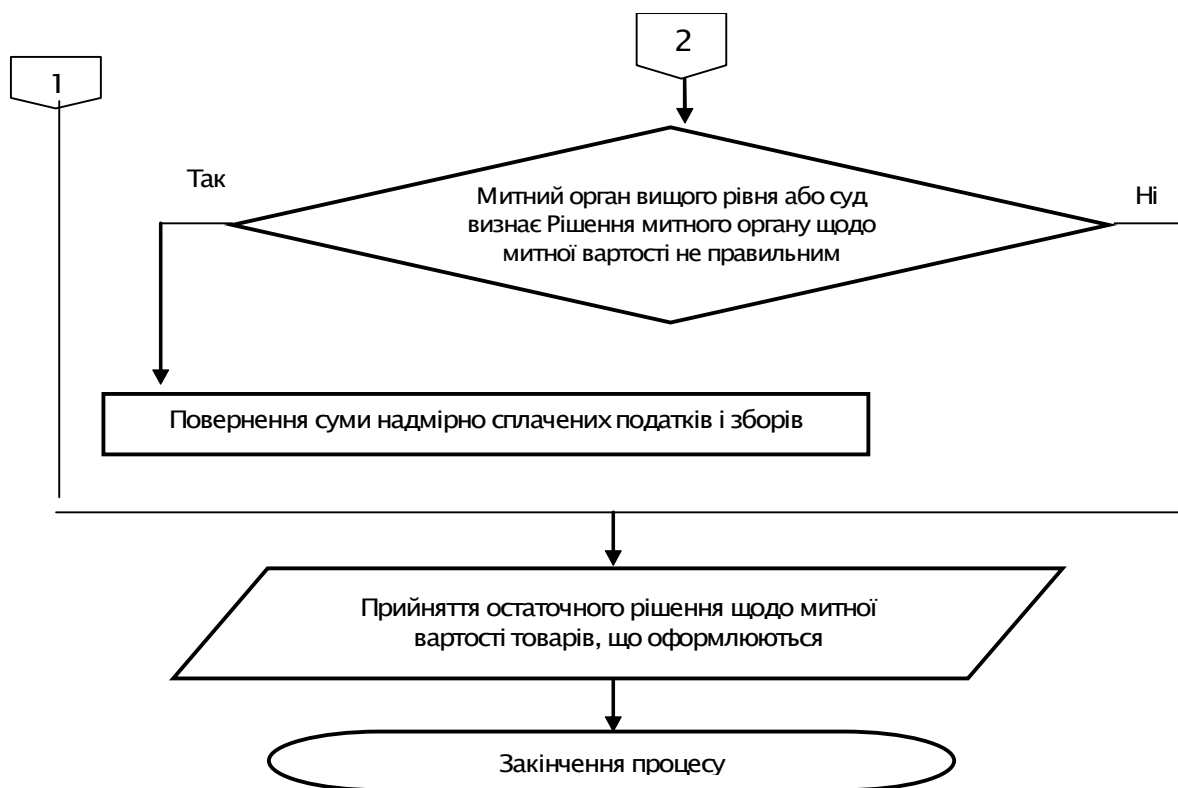 2
1
Так
Ні
Митний орган вищого рівня або суд
визнає Рішення митного органу щодо
митної вартості не правильним
Повернення суми надмірно сплачених податків і зборів
Прийняття остаточного рішення щодо митної
вартості товарів, що оформлюються
Закінчення процесу